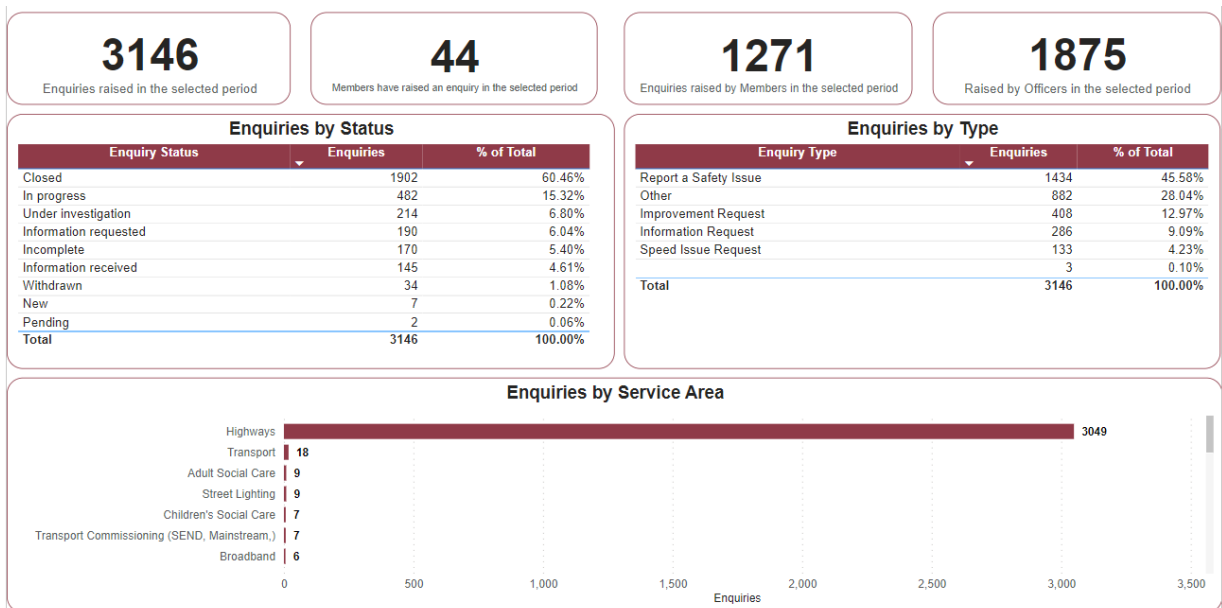 3146
Enquiries raised in the selected period
44
Members have raised an enquiry in the selected period
1271
Enquiries raised by Members in the selected period
1875
Raised by Officers in the selected period
Enquiries by Status
Enquiry Status Enquiries % of Total
Closed 1902 60.46%
In progress 482 15.32%
Under investigation 214 6.80%
Information requested 190 6.04%
Incomplete 170 5.40%
Information received 145 4.61%
Withdrawn 34 1.08%
New 7 0.22%
Pending 2 0.06%
Total 3146 100.00%
Enquiries by Type
Enquiry Type Enquiries % of Total
Report a Safety Issue 1434 45.58%
Other 882 28.04%
Improvement Request 408 12.97%
Information Request 286 9.09%
Speed Issue Request 133 4.23%
3 0.10%
Total 3146 100.00%
Enquiries by Service Area
Highways 3049
Transport 18
Adult Social Care 9
Street Lighting 9
Children's Social Care 7
Transport Commissioning (SEND, Mainstream,) 7
Broadband 6
0 500 1,000 1,500 2,000 2,500 3,000 3,500
Enquiries